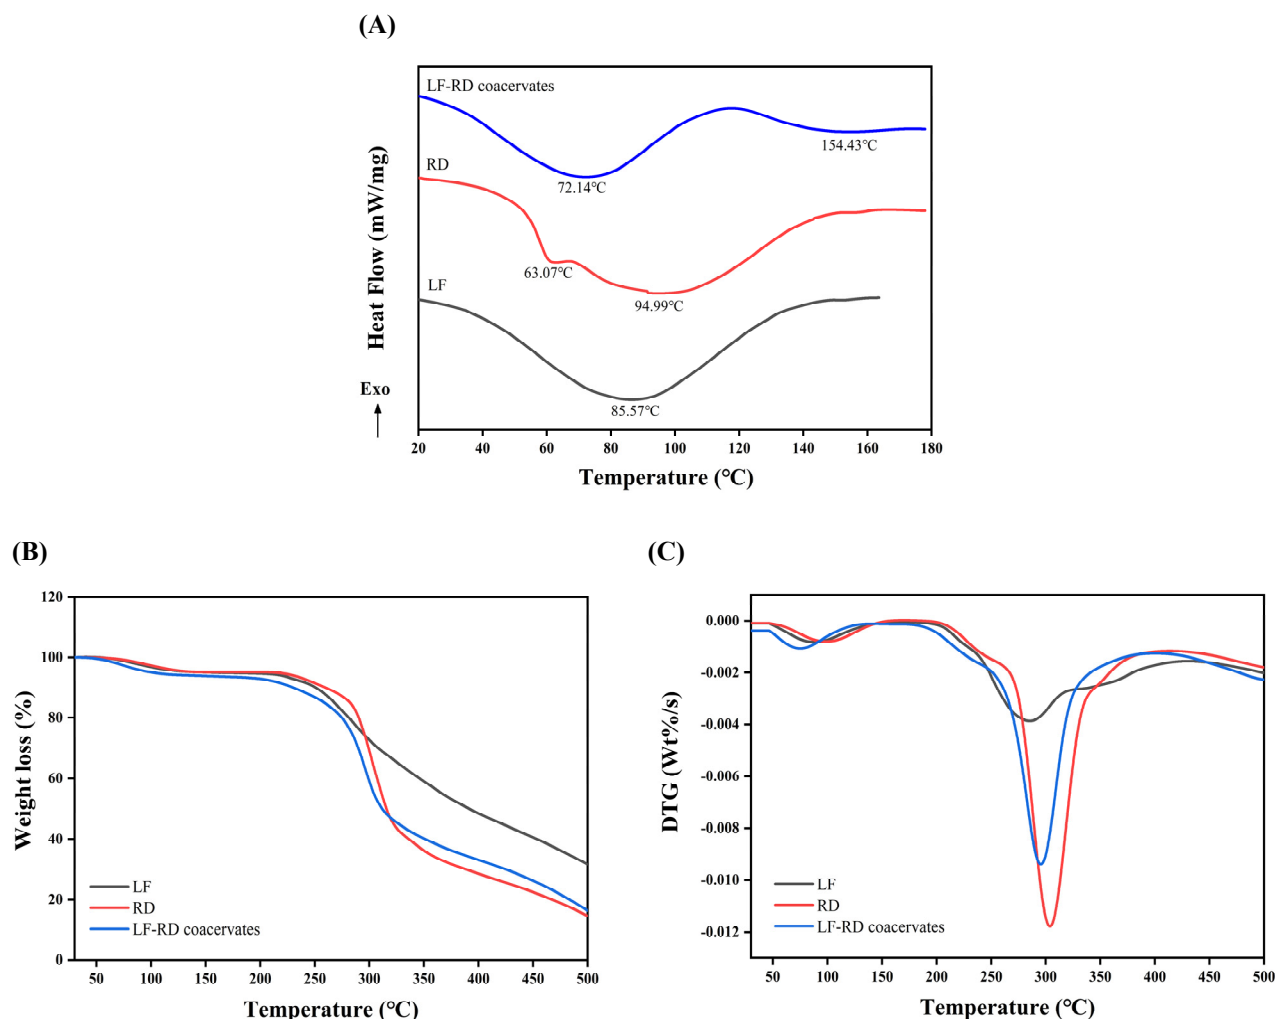 (A)
LF-RD coacervates
154.43℃
72.14℃
RD
63.07℃
94.99℃
LF
85.57℃
Heat Flow (mW/mg)
Exo
20 40 60 80 100 120 140 160 180
Temperature (℃)
(B)
120
100
80
60
40
20
0
Weight loss (%)
LF
RD
LF-RD coacervates
50 100 150 200 250 300 350 400 450 500
Temperature (℃)
(C)
0.000
-0.002
-0.004
-0.006
-0.008
-0.010
-0.012
DTG (Wt%/s)
LF
RD
LF-RD coacervates
50 100 150 200 250 300 350 400 450 500
Temperature (℃)